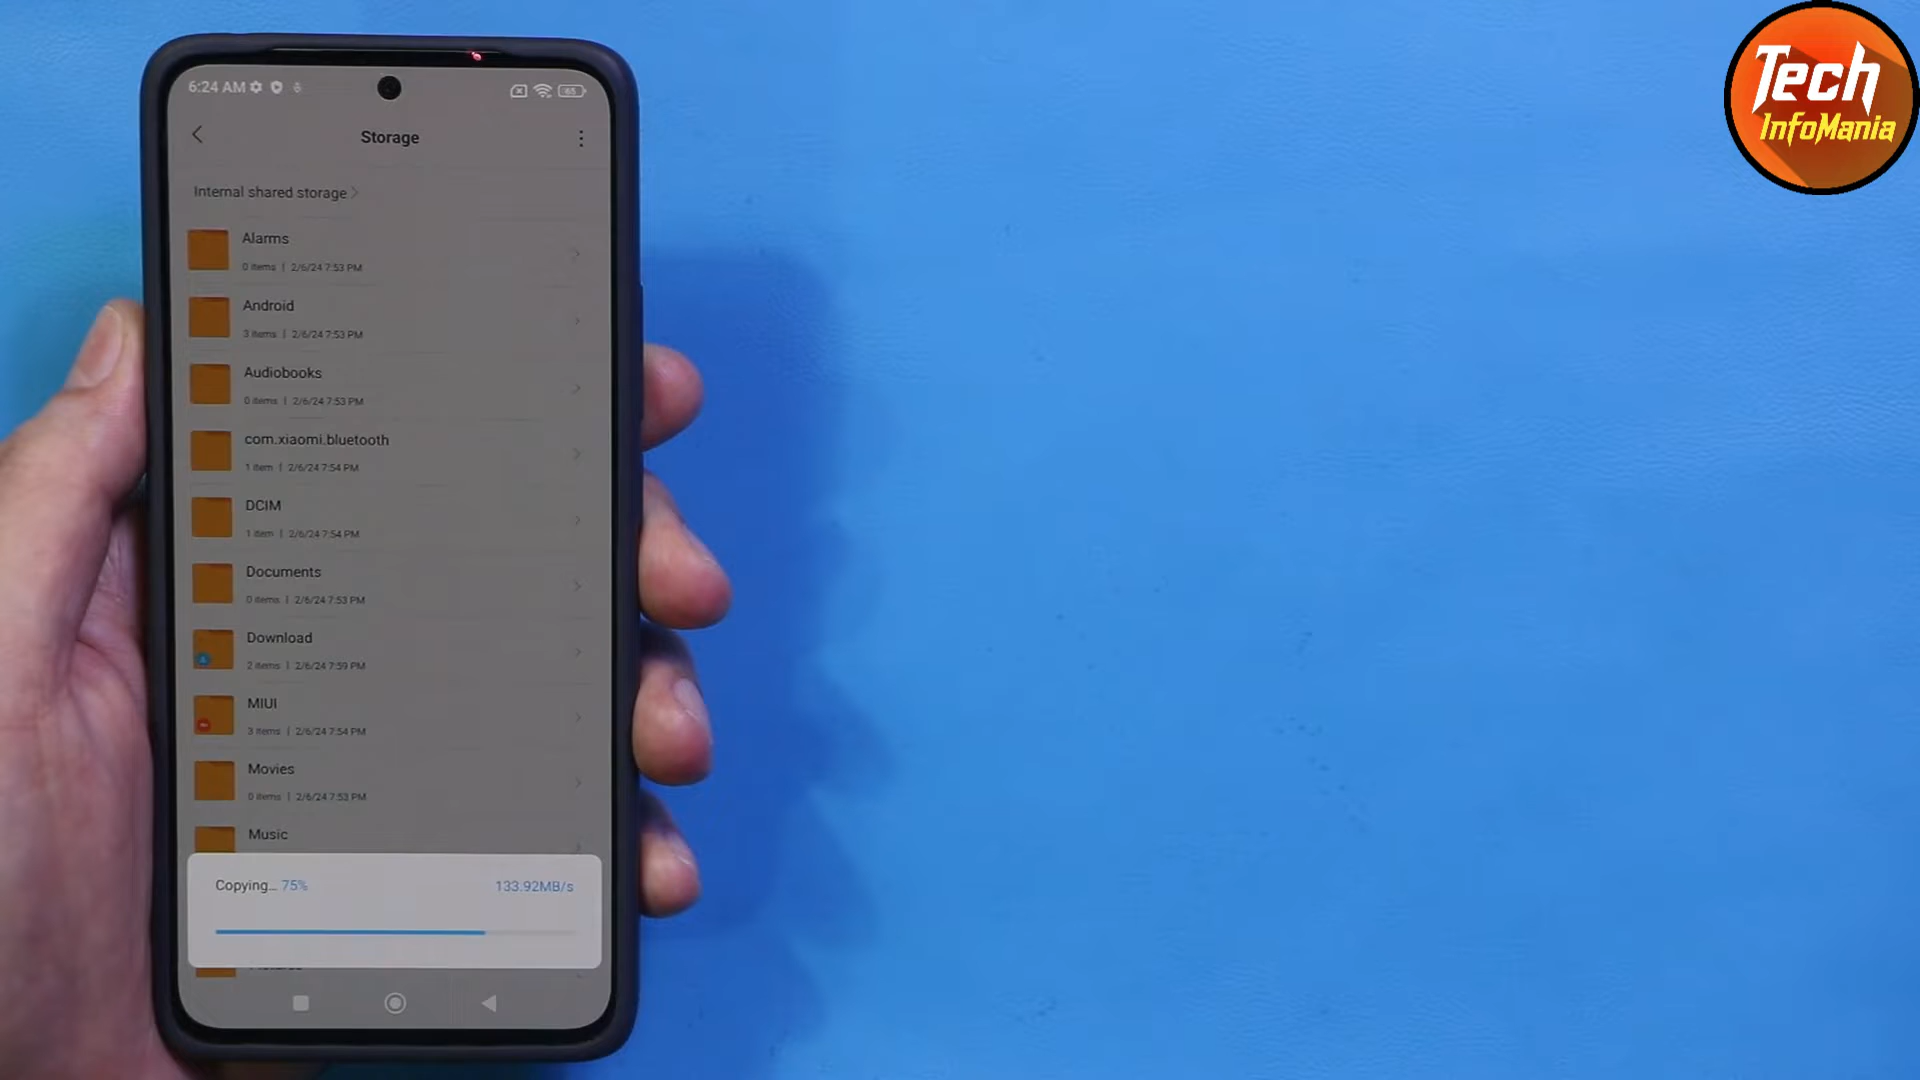 Tech
InfoMania
6:24 AM
65
Storage
Internal shared storage
Alarms
0 items | 2/6/24 7:53 PM
Android
3 items | 2/6/24 7:53 PM
Audiobooks
0 items | 2/6/24 7:53 PM
com.xiaomi.bluetooth
1 item | 2/6/24 7:54 PM
DCIM
1 item | 2/6/24 7:54 PM
Documents
0 items | 2/6/24 7:53 PM
Download
2 items | 2/6/24 7:59 PM
MIUI
3 items | 2/6/24 7:54 PM
Movies
0 items | 2/6/24 7:53 PM
Music
Copying... 75% 133.92MB/s